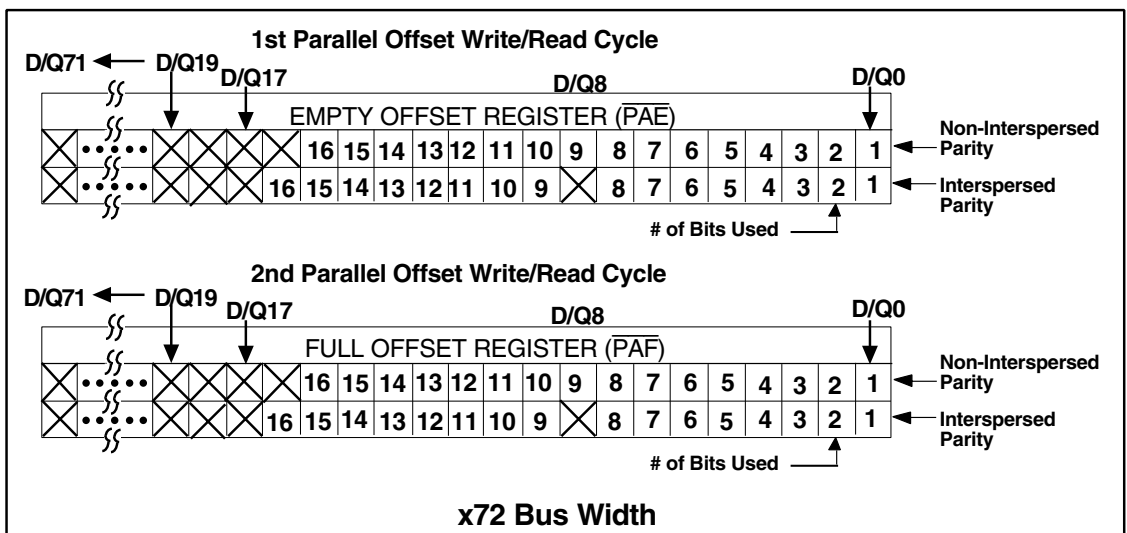 1st Parallel Offset Write/Read Cycle
D/Q71 D/Q19 D/Q17 D/Q8 D/Q0
EMPTY OFFSET REGISTER (PAE)
16 15 14 13 12 11 10 9 8 7 6 5 4 3 2 1 Non-Interspersed Parity
16 15 14 13 12 11 10 9 8 7 6 5 4 3 2 1 Interspersed Parity
# of Bits Used
2nd Parallel Offset Write/Read Cycle
D/Q71 D/Q19 D/Q17 D/Q8 D/Q0
FULL OFFSET REGISTER (PAF)
16 15 14 13 12 11 10 9 8 7 6 5 4 3 2 1 Non-Interspersed Parity
16 15 14 13 12 11 10 9 8 7 6 5 4 3 2 1 Interspersed Parity
# of Bits Used
x72 Bus Width